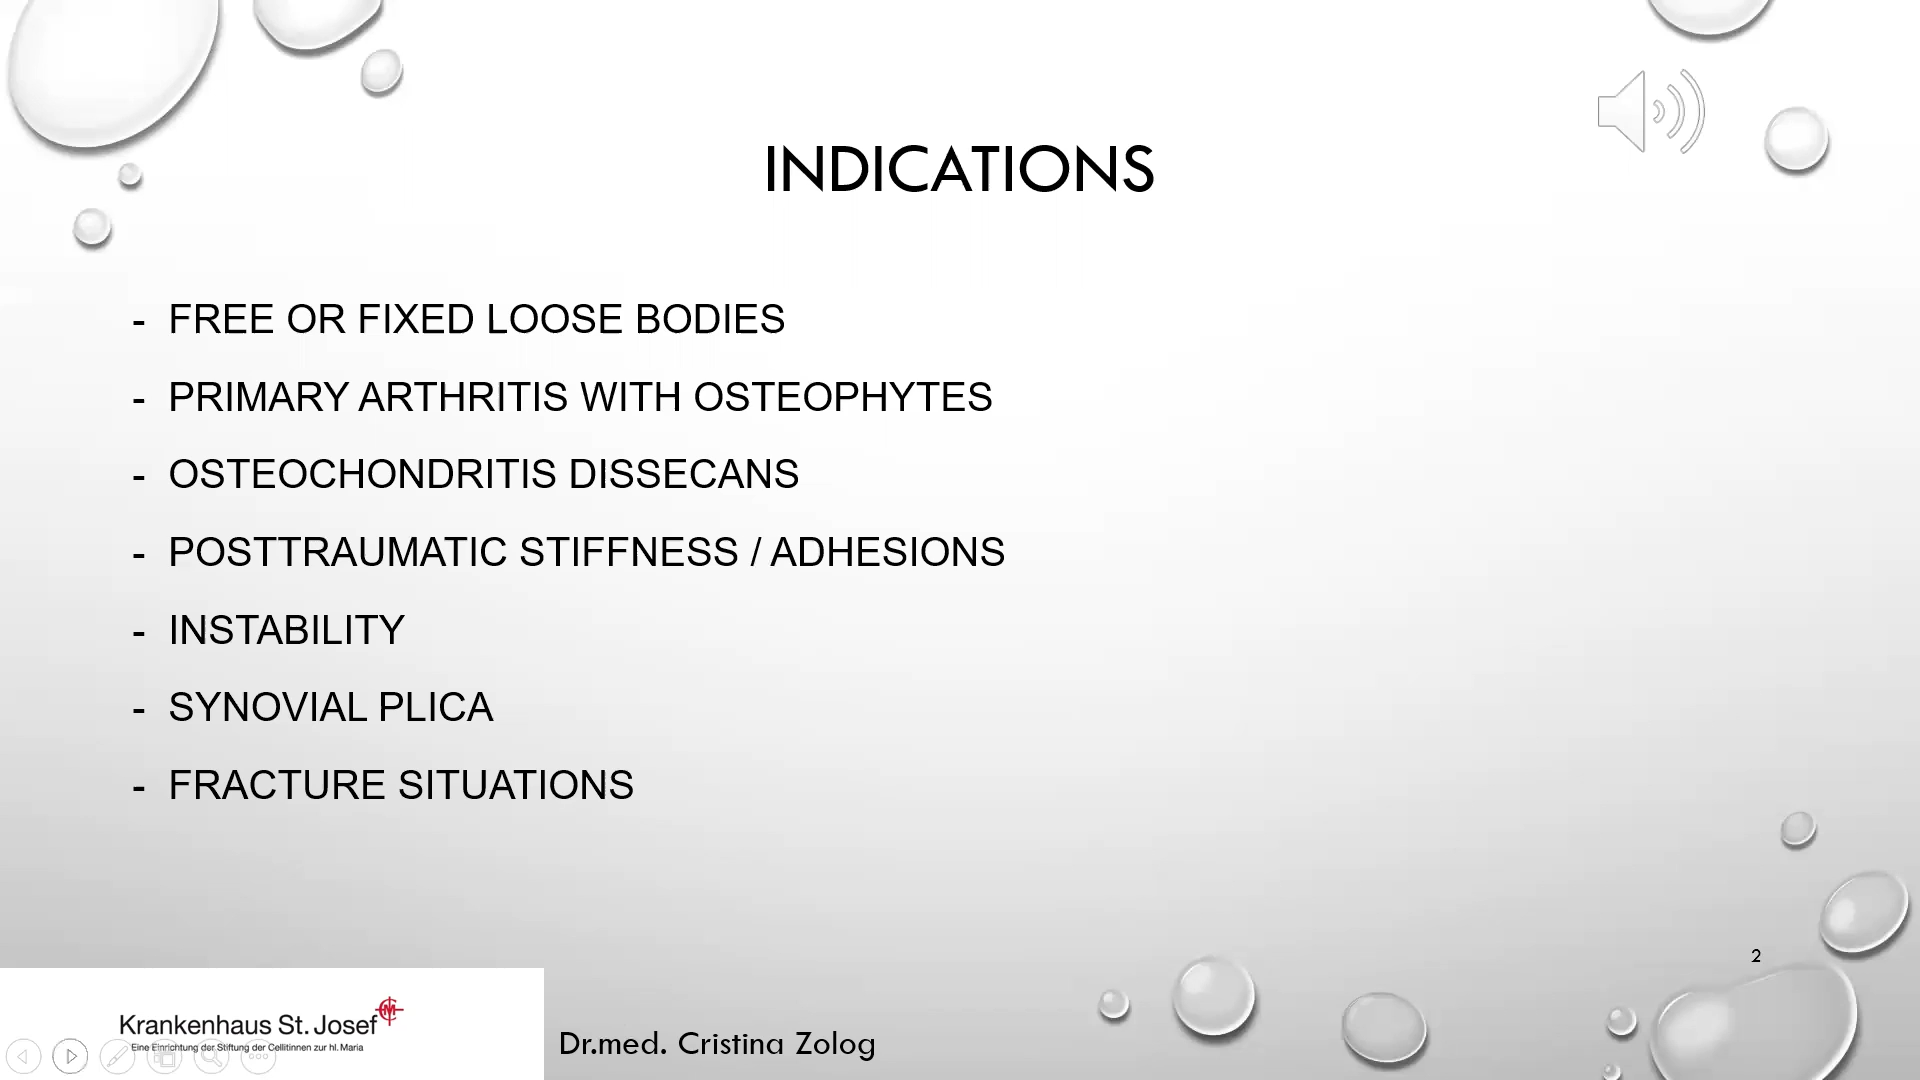 INDICATIONS
- FREE OR FIXED LOOSE BODIES
- PRIMARY ARTHRITIS WITH OSTEOPHYTES
- OSTEOCHONDRITIS DISSECANS
- POSTTRAUMATIC STIFFNESS / ADHESIONS
- INSTABILITY
- SYNOVIAL PLICA
- FRACTURE SITUATIONS
2
Krankenhaus St. Josef
Eine Einrichtung der Stiftung der Cellitinnen zur hl. Maria
Dr.med. Cristina Zolog